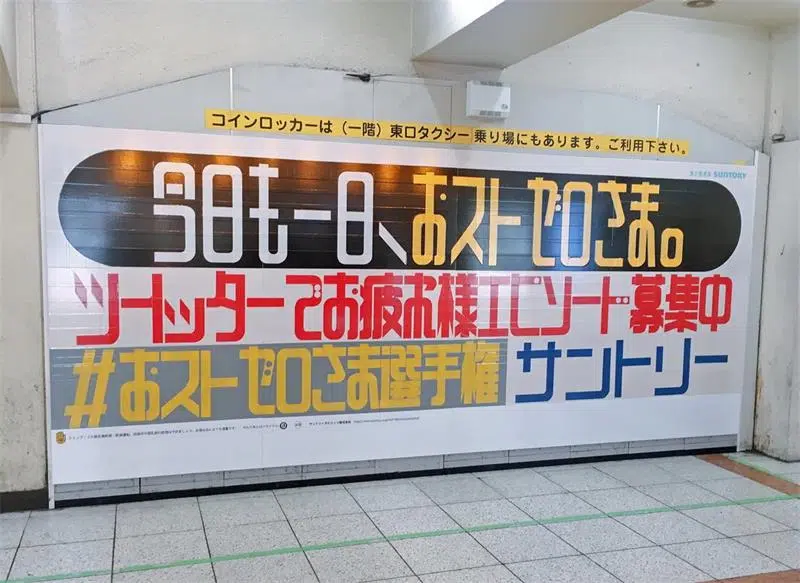 コインロッカーは（一階）東口タクシー乗り場にもあります。ご利用下さい。
SUNTORY
今日も一日、おストゼロさま。
ツイッターでお疲れ様エピソード募集中
#おストゼロさま選手権 サントリー